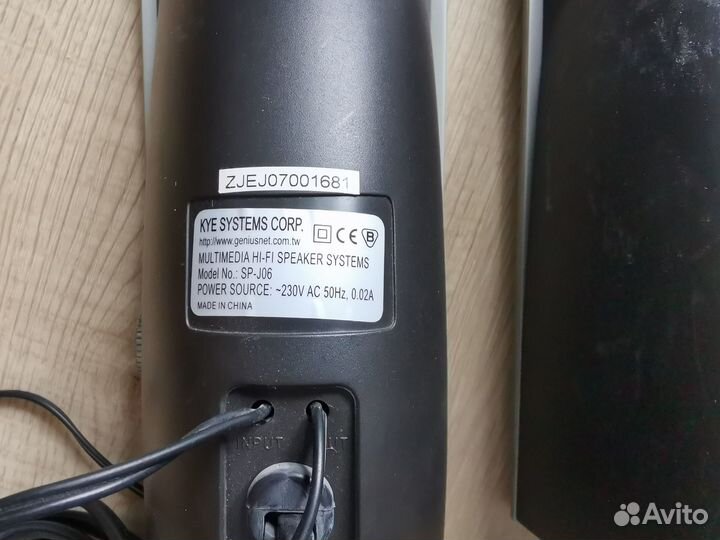 ZJEJ07001681
KYE SYSTEMS CORP.
http://www.geniusnet.com.tw
CE B
MULTIMEDIA HI-FI SPEAKER SYSTEMS
Model No.: SP-J06
POWER SOURCE: ~230V AC 50Hz, 0.02A
MADE IN CHINA
INPUT
Avito